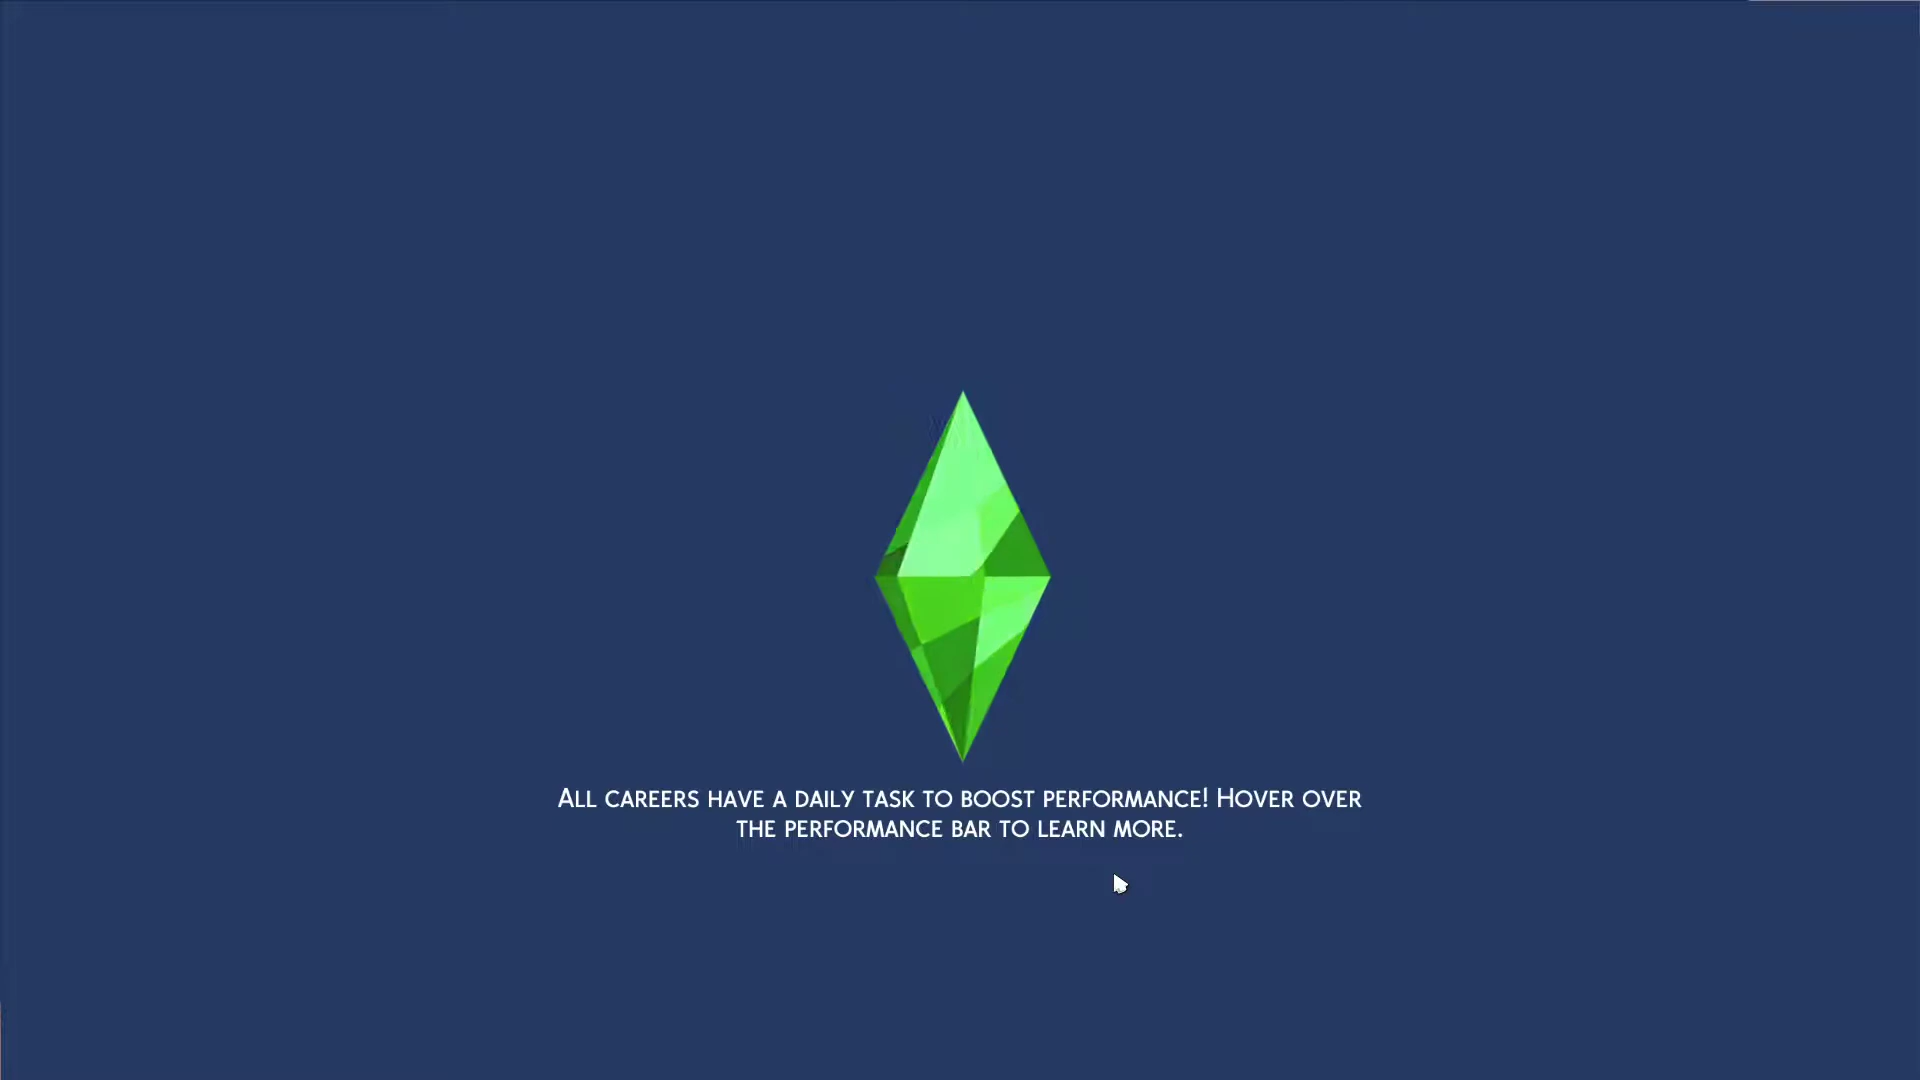 All careers have a daily task to boost performance! Hover over
the performance bar to learn more.